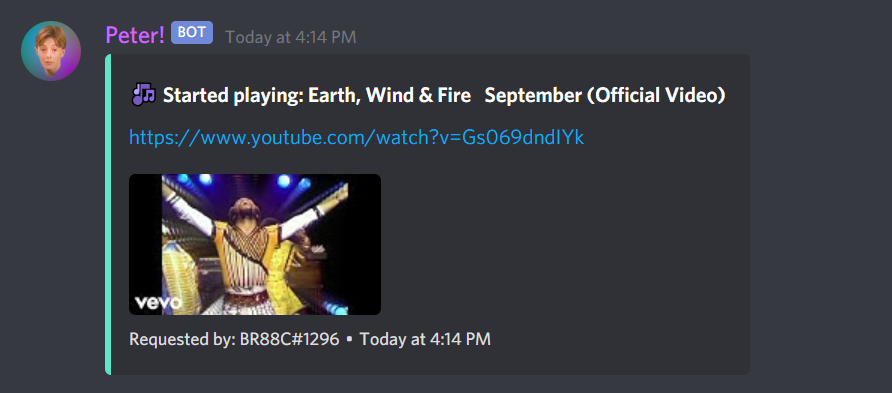 Peter! BOT Today at 4:14 PM
Started playing: Earth, Wind & Fire September (Official Video)
https://www.youtube.com/watch?v=Gs069dndIYk
vevo
Requested by: BR88C#1296 • Today at 4:14 PM